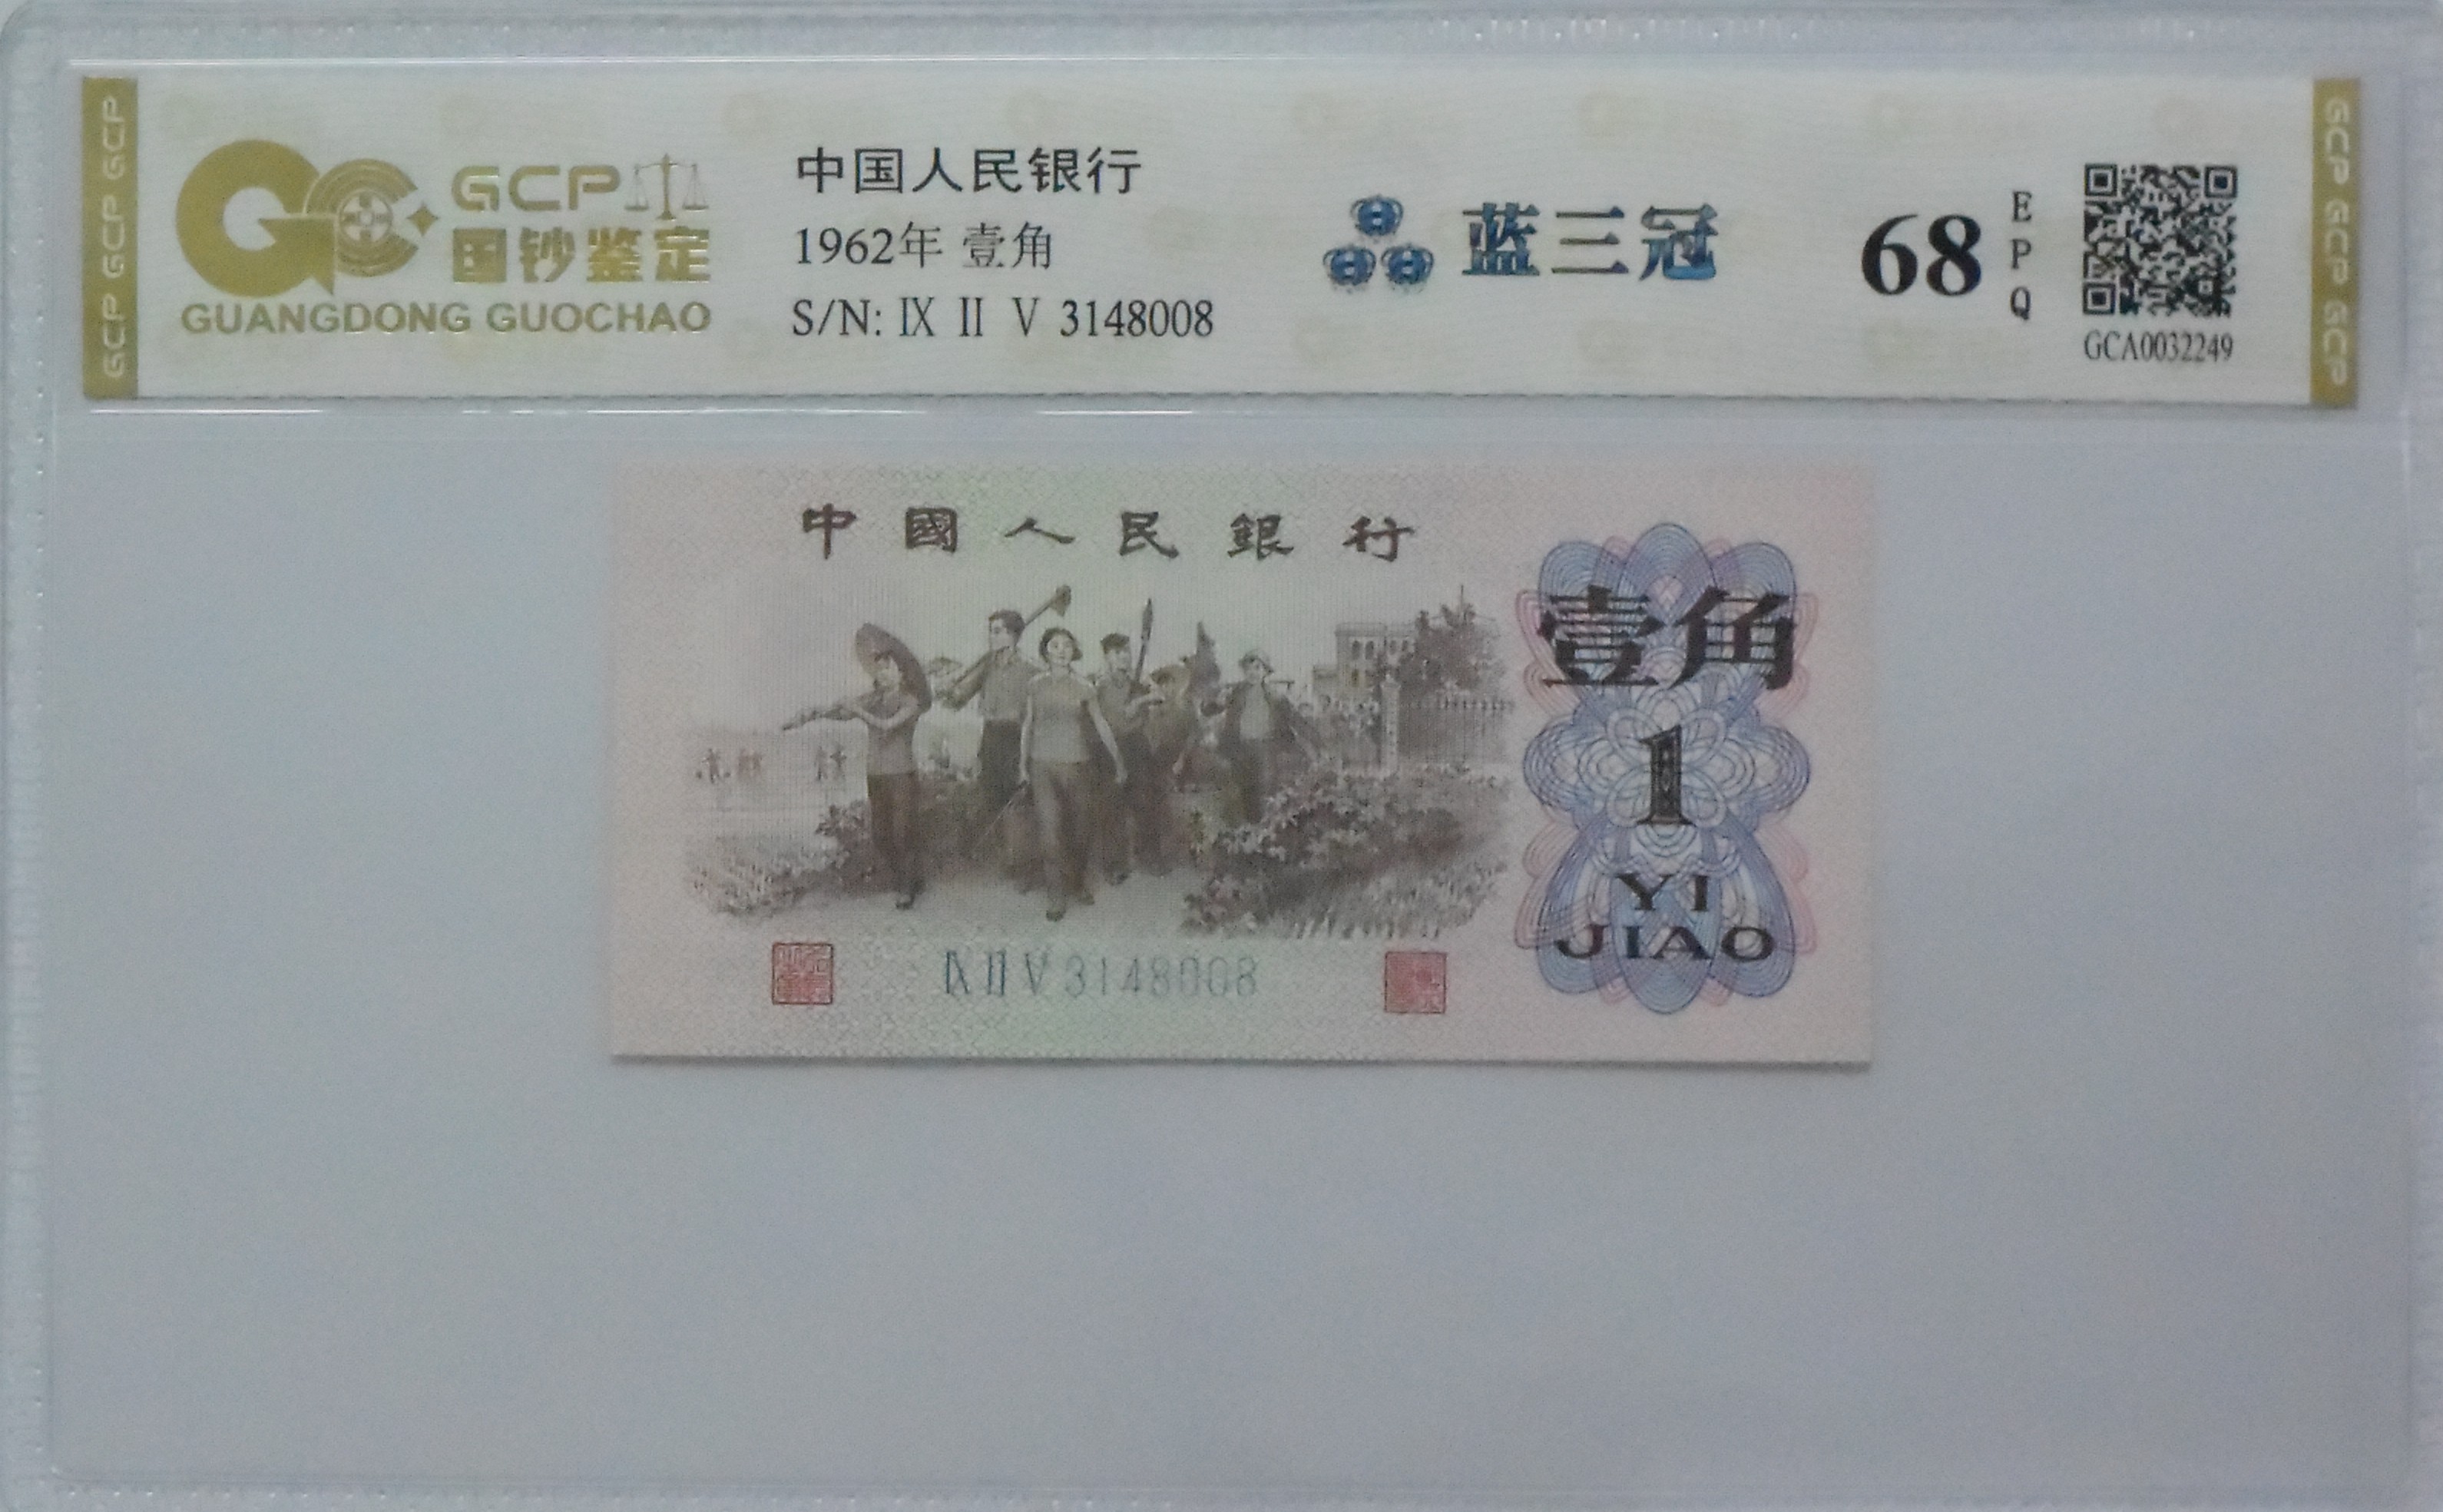 GCP GCP GCP
GCP
国钞鉴定
GUANGDONG GUOCHAO
中国人民银行
1962年 壹角
S/N: IX II V 3148008
蓝三冠
68
EPQ
GCA0032249
GCP GCP GCP
中國人民銀行
壹角
1
YI
JIAO
IX II V 3148008